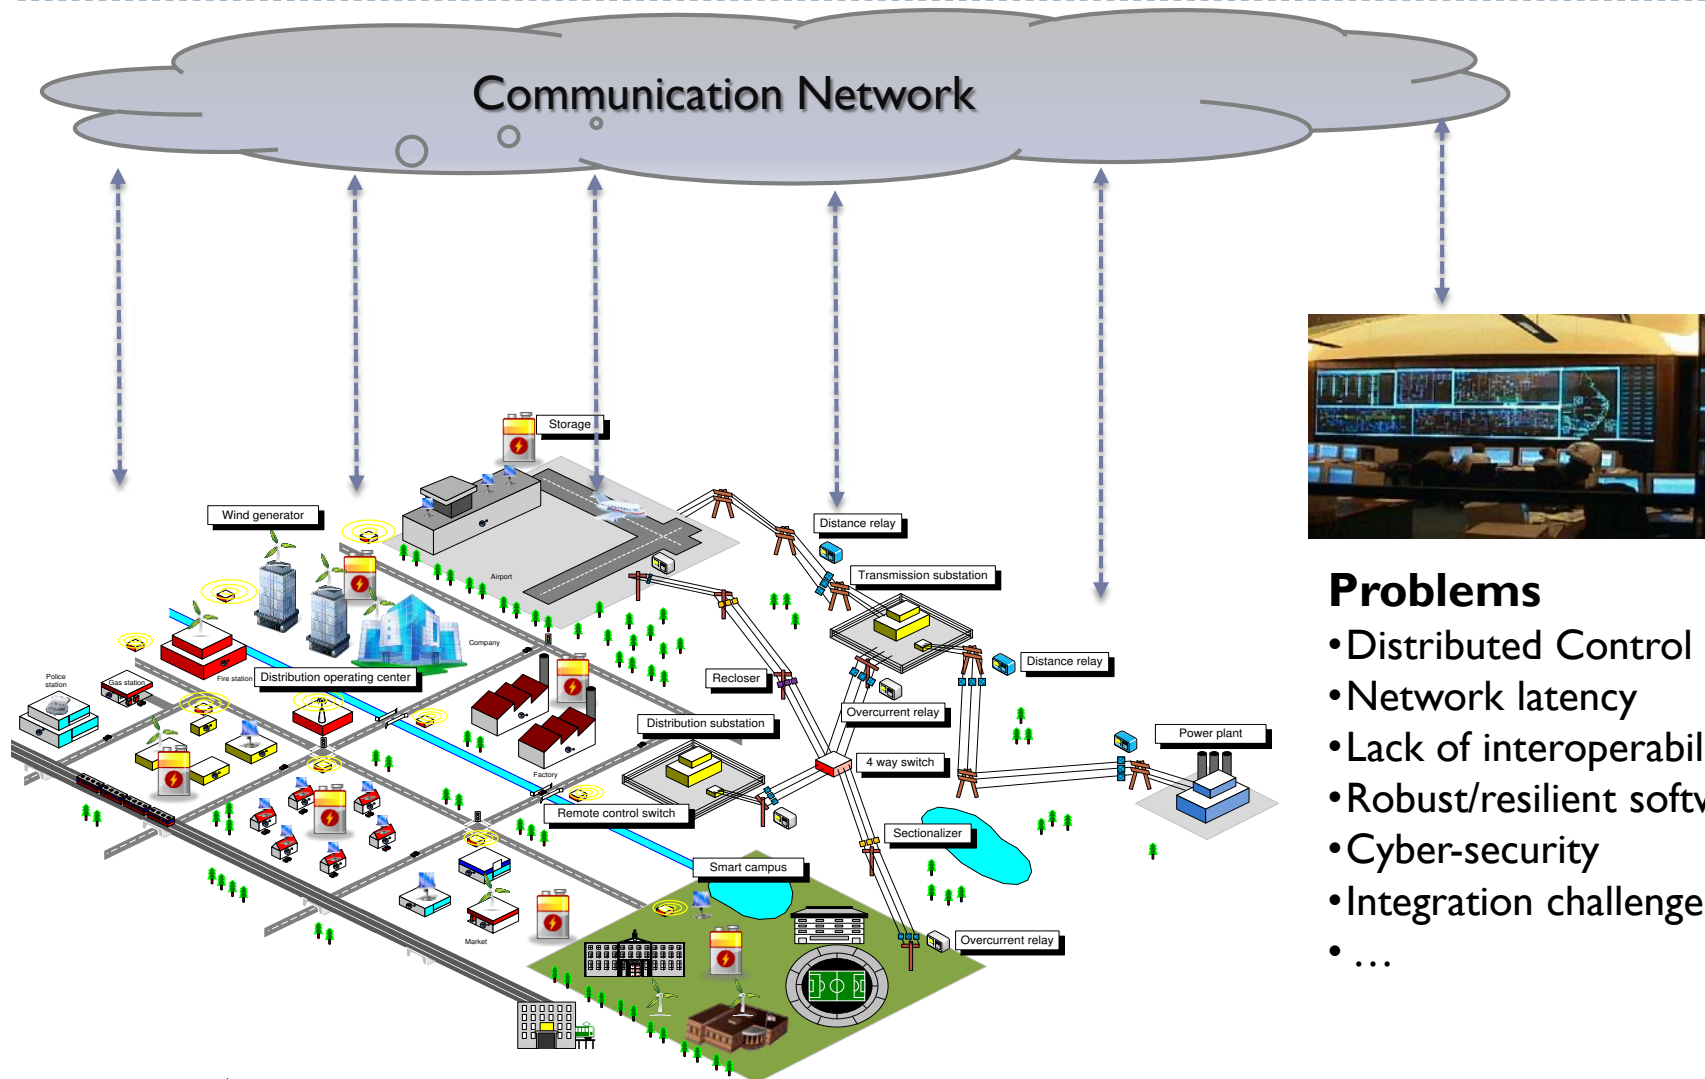 Communication Network
Storage
Wind generator
Distance relay
Transmission substation
Airport
Company
Police
station
Gas station
Fire station
Distribution operating center
Recloser
Distance relay
Overcurrent relay
Distribution substation
Power plant
4 way switch
Factory
Remote control switch
Sectionalizer
Smart campus
Market
Overcurrent relay
Problems
•Distributed Control
•Network latency
•Lack of interoperabil
•Robust/resilient softw
•Cyber-security
•Integration challenge
• …